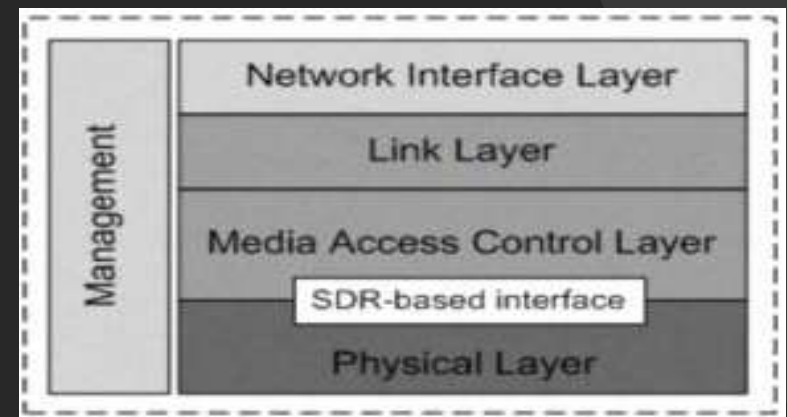 Management
Network Interface Layer
Link Layer
Media Access Control Layer
SDR-based interface
Physical Layer